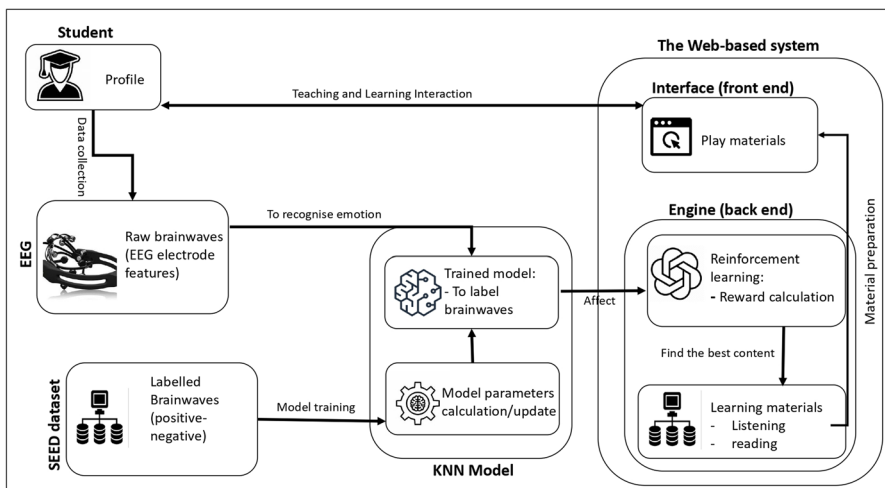 Student
Profile
The Web-based system
Interface (front end)
Play materials
Teaching and Learning Interaction
Data collection
Material preparation
EEG
Raw brainwaves
(EEG electrode
features)
To recognise emotion
Engine (back end)
Reinforcement
learning:
- Reward calculation
Trained model:
- To label
brainwaves
Affect
Find the best content
SEED dataset
Labelled
Brainwaves
(positive-
negative)
Model training
Model parameters
calculation/update
KNN Model
Learning materials
- Listening
- reading